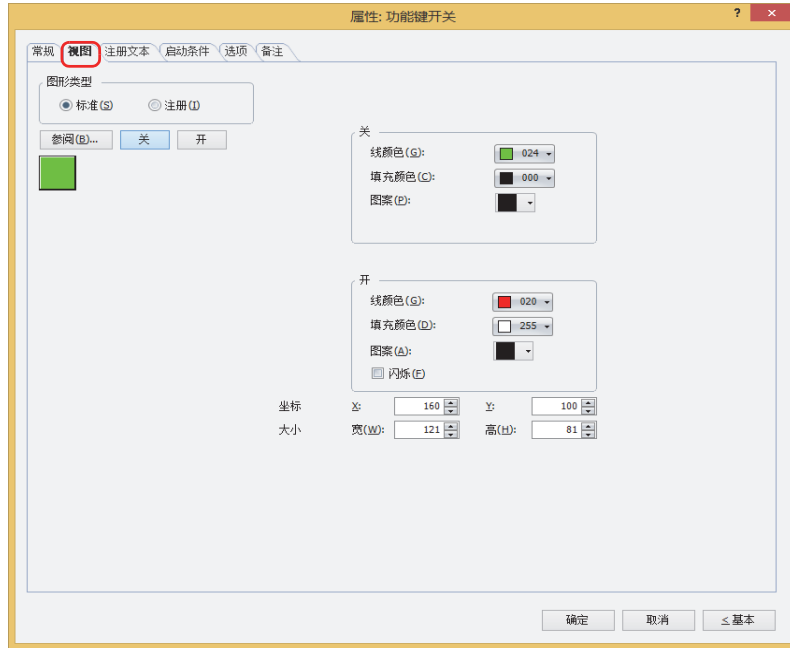 属性: 功能键开关
? ×
常规 视图 注册文本 启动条件 选项 备注
图形类型
标准(S) 注册(I)
参阅(B)... 关 开
关
线颜色(G): 024
填充颜色(C): 000
图案(P):
开
线颜色(G): 020
填充颜色(D): 255
图案(A):
闪烁(F)
坐标 X: 160 Y: 100
大小 宽(W): 121 高(H): 81
确定 取消 ≤基本